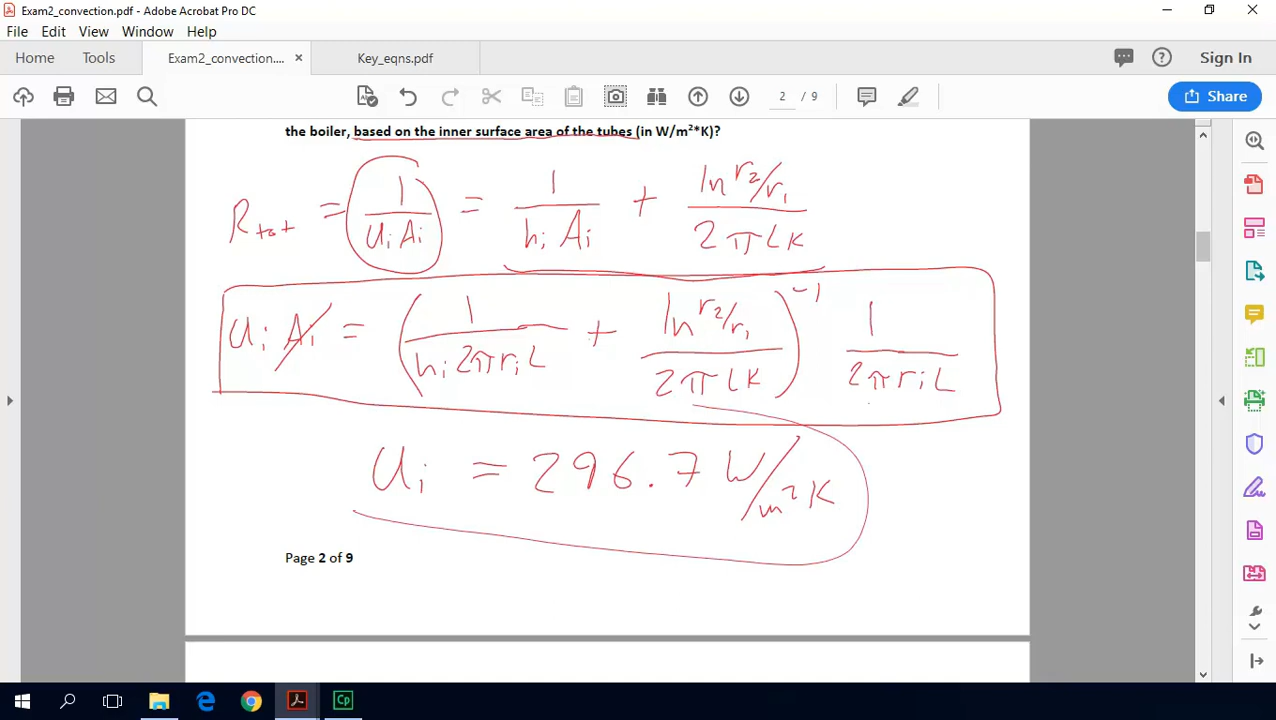 Exam2_convection.pdf - Adobe Acrobat Pro DC
File Edit View Window Help
Home Tools Exam2_convection.... × Key_eqns.pdf ? Sign In
2 / 9 Share
the boiler, based on the inner surface area of the tubes (in W/m²*K)?
R_tot = 1/(U_i A_i) = 1/(h_i A_i) + ln r_2/r_1 / (2πLk)
U_i A_i = (1/(h_i 2πr_i L) + ln r_2/r_1 / (2πLk))^-1 1/(2πr_i L)
U_i = 296.7 W/m²K
Page 2 of 9
Cp